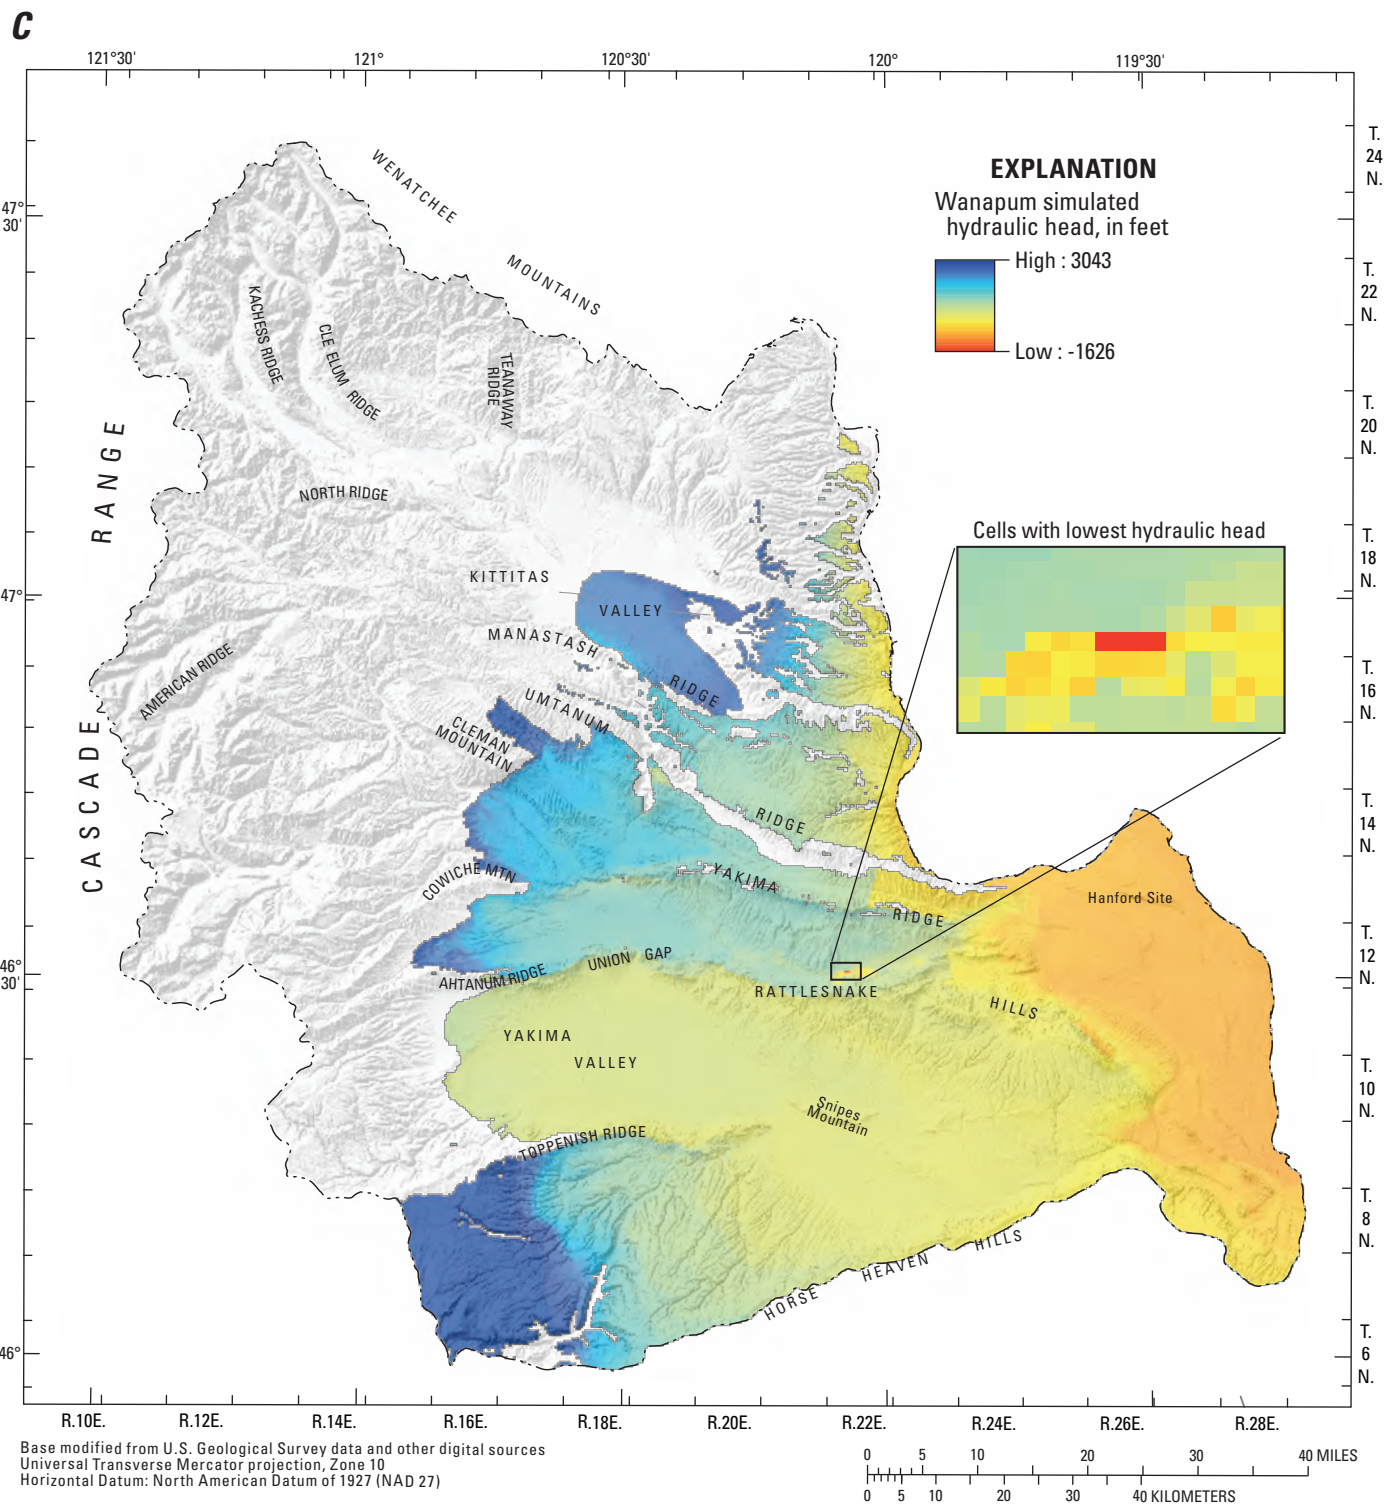 C
121°30'
121°
120°30'
120°
119°30'
47°
30'
47°
46°
30'
46°
T.
24
N.
T.
22
N.
T.
20
N.
T.
18
N.
T.
16
N.
T.
14
N.
T.
12
N.
T.
10
N.
T.
8
N.
T.
6
N.
EXPLANATION
Wanapum simulated
hydraulic head, in feet
High : 3043
Low : -1626
WENATCHEE
MOUNTAINS
KACHESS RIDGE
CLE ELUM RIDGE
TEANAWAY
RIDGE
CASCADE RANGE
NORTH RIDGE
Cells with lowest hydraulic head
KITTITAS
VALLEY
MANASTASH
RIDGE
AMERICAN RIDGE
UMTANUM
RIDGE
CLEMAN
MOUNTAIN
COWICHE MTN
YAKIMA
RIDGE
Hanford Site
AHTANUM RIDGE
UNION GAP
RATTLESNAKE
HILLS
YAKIMA
VALLEY
Snipes
Mountain
TOPPENISH RIDGE
HORSE HEAVEN HILLS
R.10E.
R.12E.
R.14E.
R.16E.
R.18E.
R.20E.
R.22E.
R.24E.
R.26E.
R.28E.
Base modified from U.S. Geological Survey data and other digital sources
Universal Transverse Mercator projection, Zone 10
Horizontal Datum: North American Datum of 1927 (NAD 27)
0 5 10 20 30 40 MILES
0 5 10 20 30 40 KILOMETERS